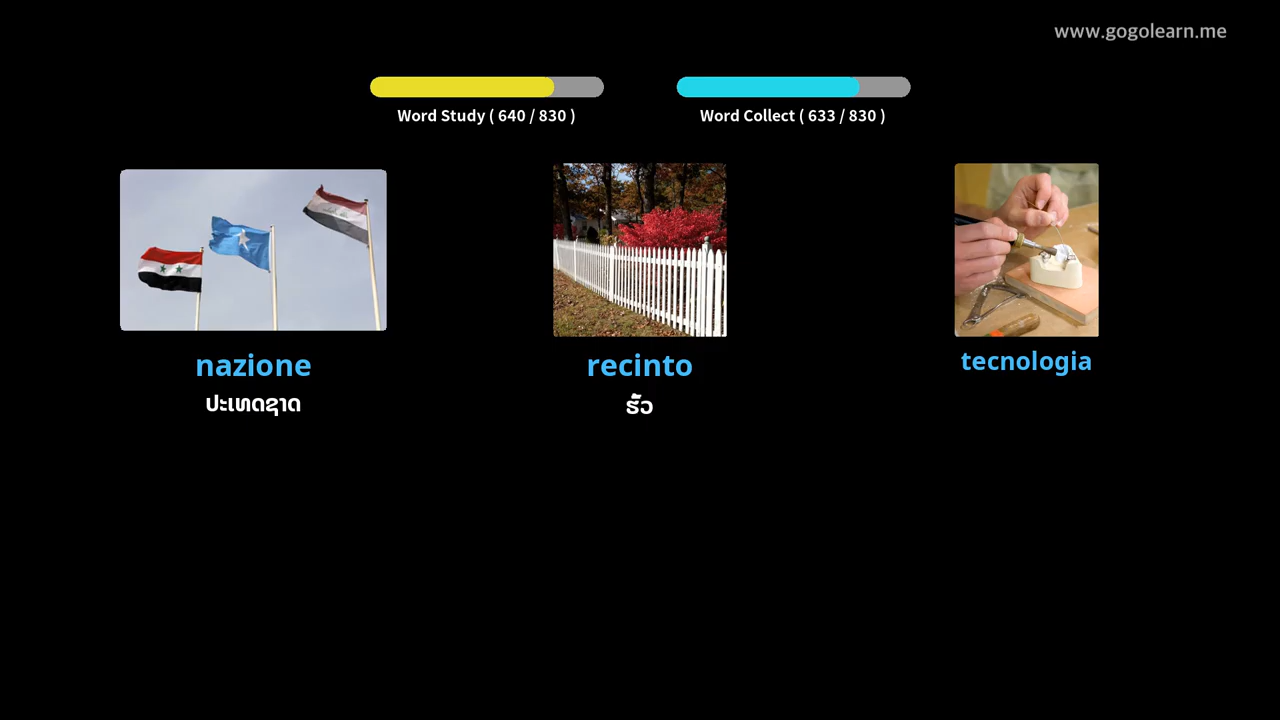 www.gogolearn.me
Word Study ( 640 / 830 )
Word Collect ( 633 / 830 )
nazione
recinto
tecnologia
ປະເທດຊາດ
ຮົ້ວ